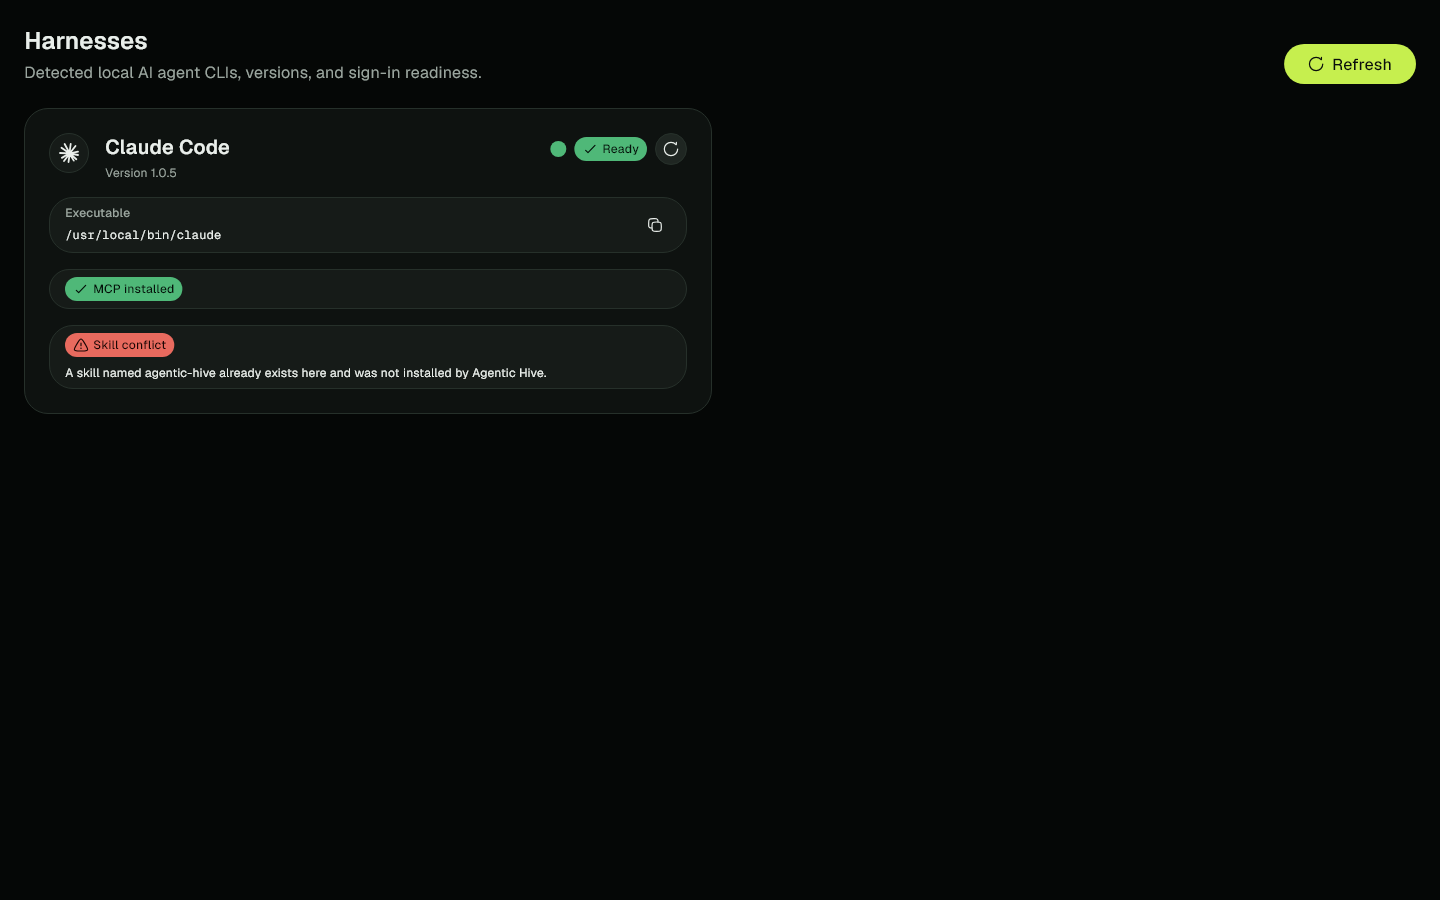 Harnesses
Detected local AI agent CLIs, versions, and sign-in readiness.
Refresh
Claude Code
Version 1.0.5
Ready
Executable
/usr/local/bin/claude
MCP installed
Skill conflict
A skill named agentic-hive already exists here and was not installed by Agentic Hive.